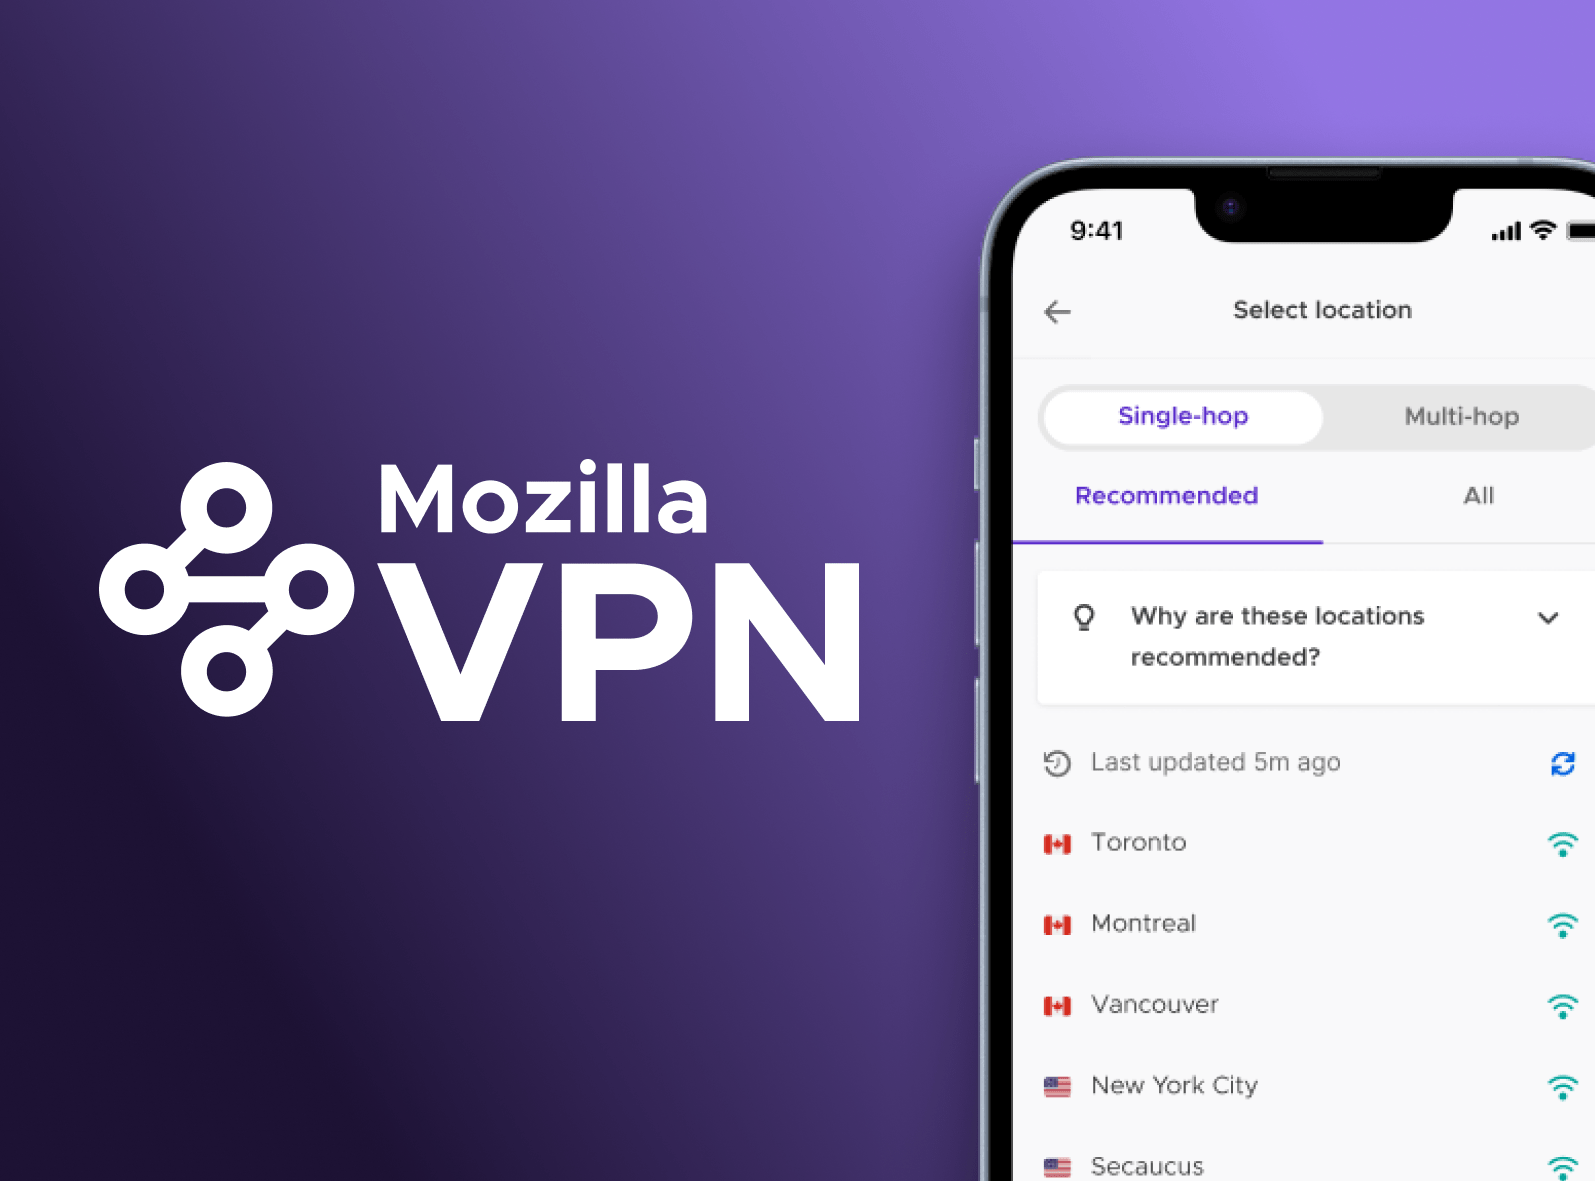 Mozilla
VPN
9:41
Select location
Single-hop
Multi-hop
Recommended
All
Why are these locations
recommended?
Last updated 5m ago
Toronto
Montreal
Vancouver
New York City
Secaucus